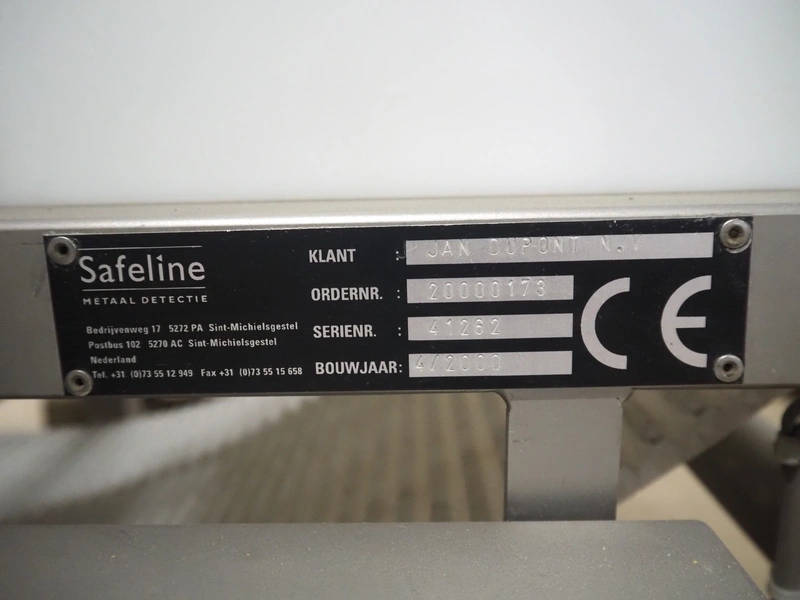 Safeline
METAAL DETECTIE
Bedrijvenweg 17 5272 PA Sint-Michielsgestel
Postbus 102 5270 AC Sint-Michielsgestel
Nederland
Tel. +31 (0)73 55 12 949 Fax +31 (0)73 55 15 658
KLANT : JAN DUPONT N.V
ORDERNR. : 20000173
SERIENR. : 41262
BOUWJAAR: 4/2000
CE